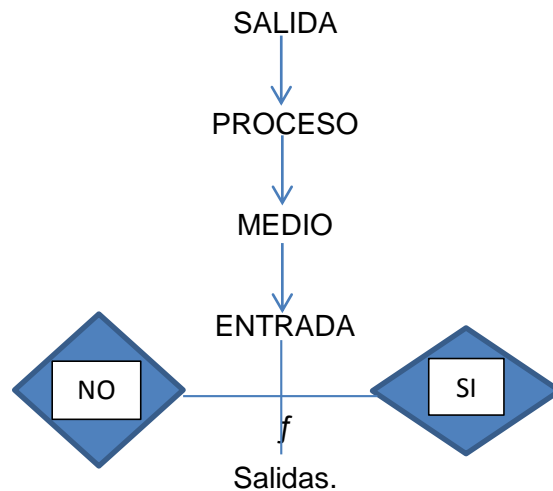 SALIDA
PROCESO
MEDIO
ENTRADA
NO
SI
f
Salidas.